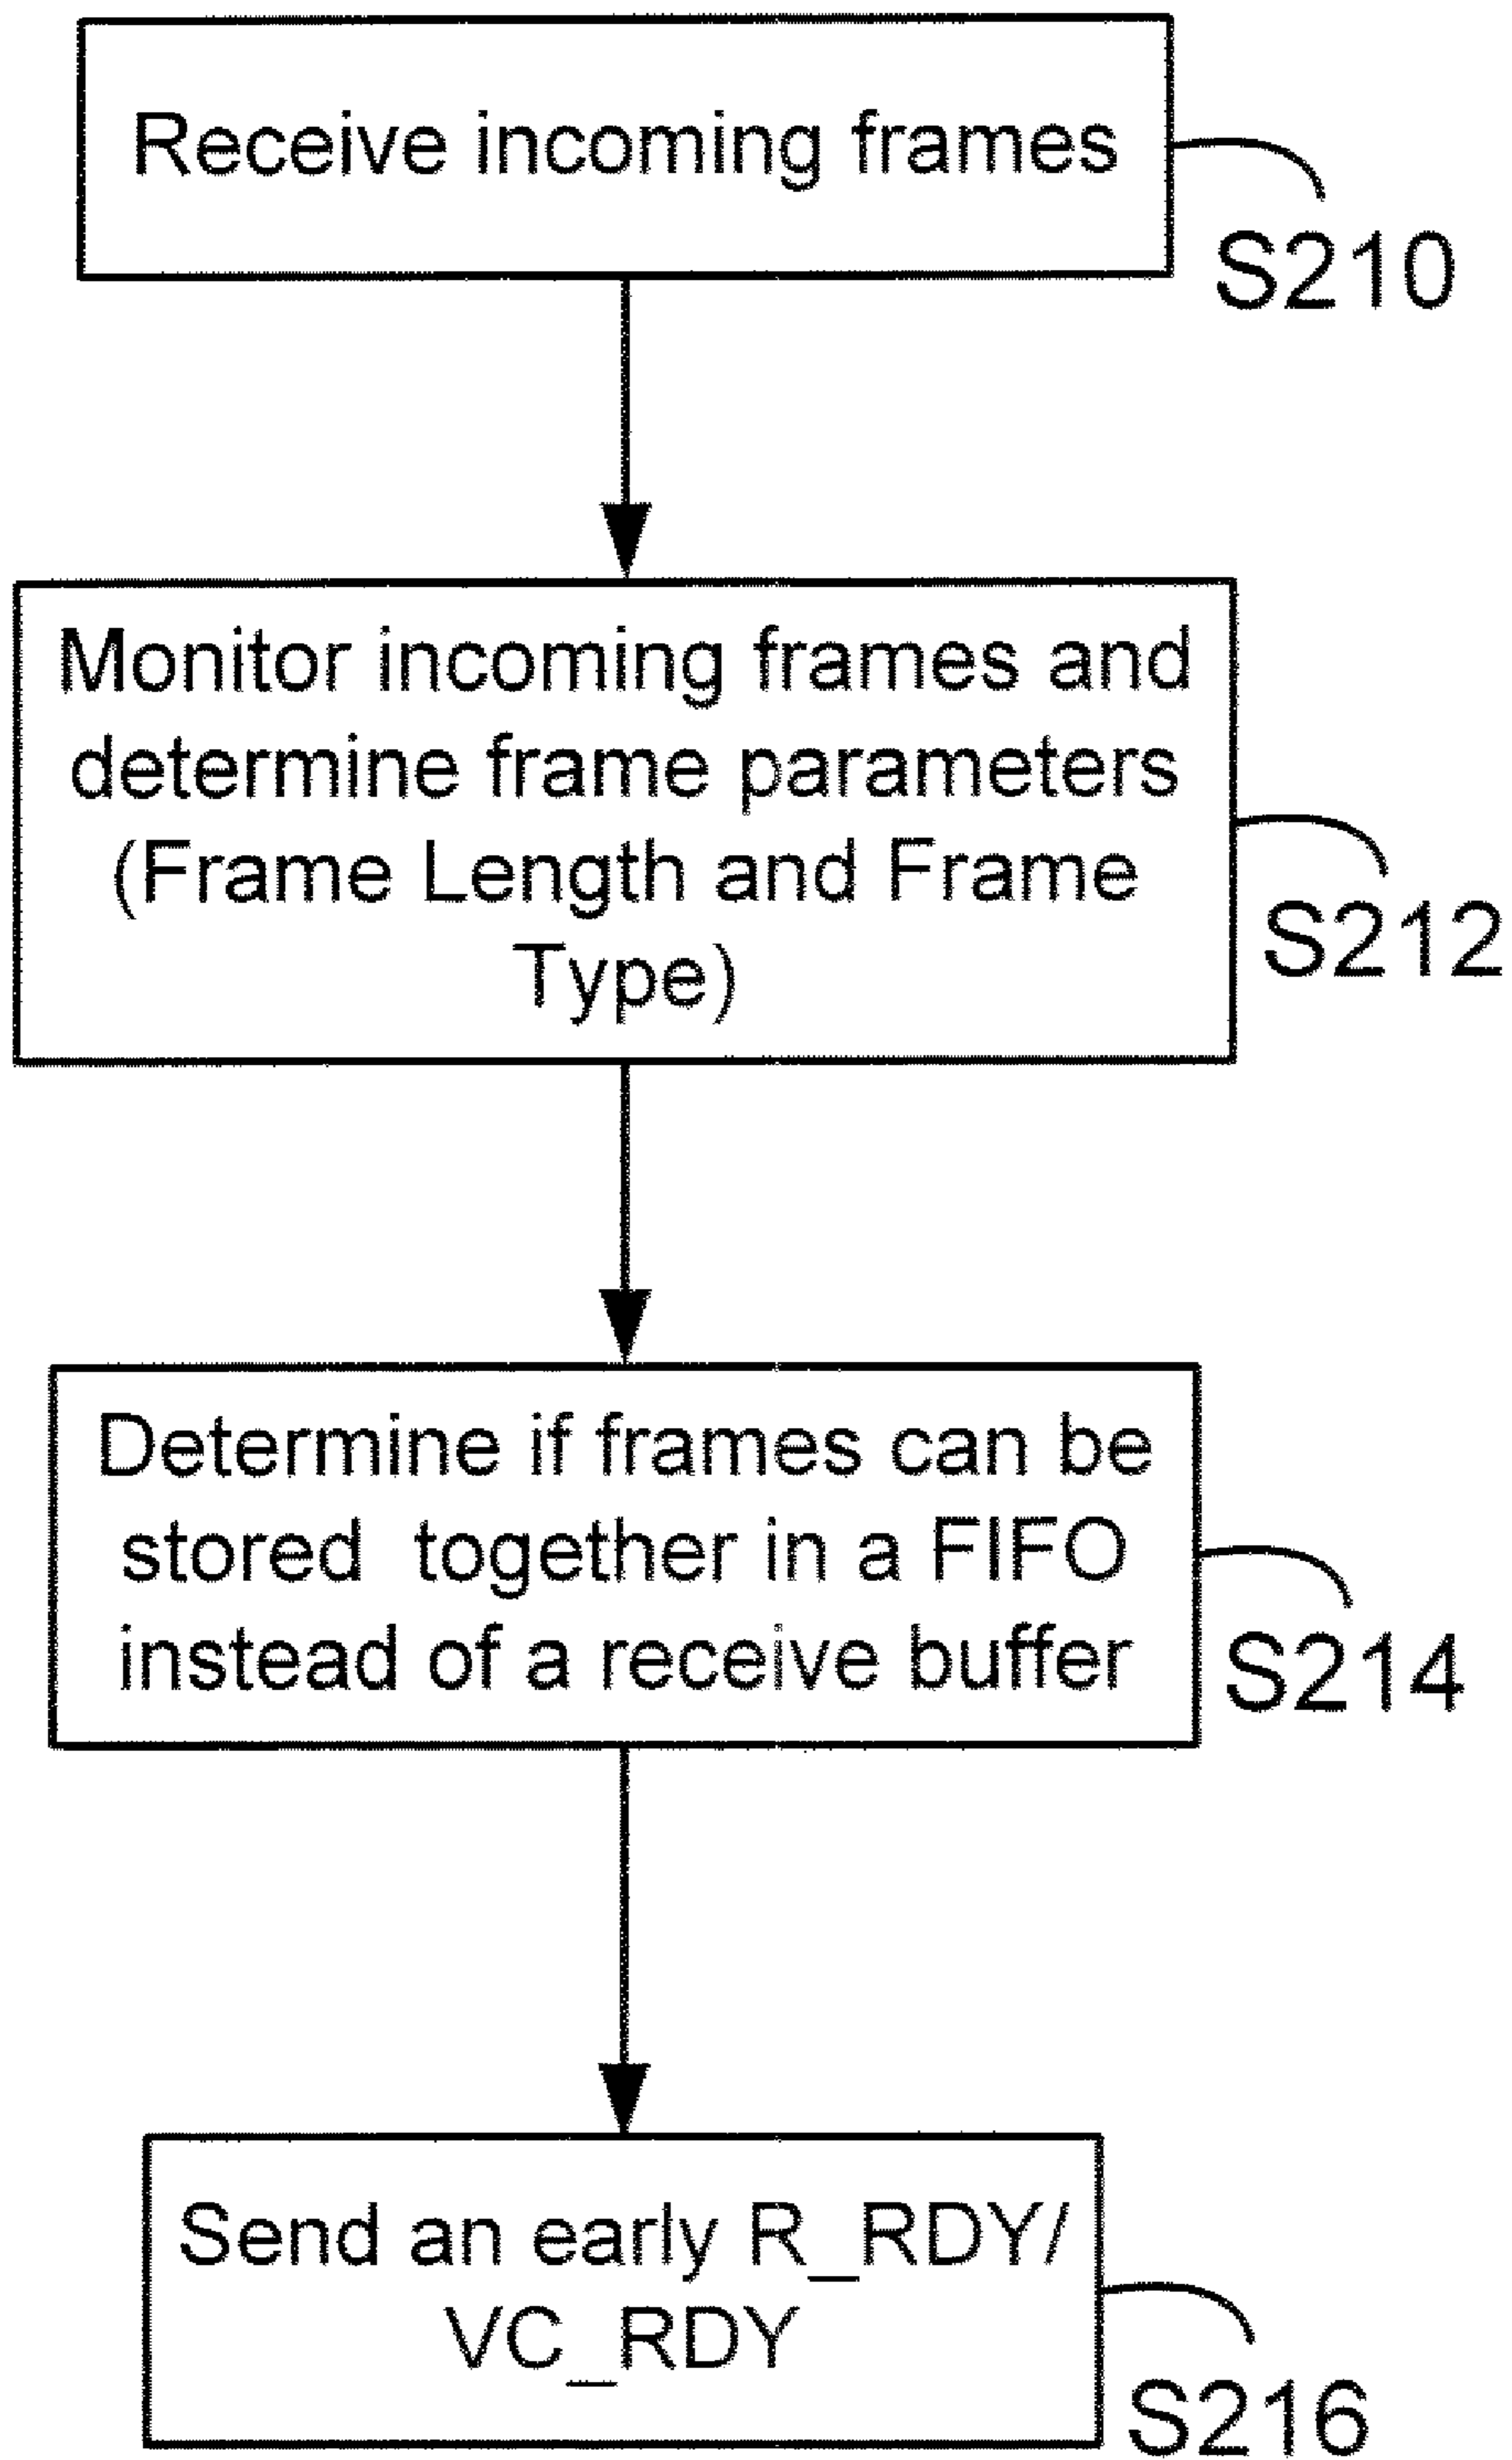 Receive incoming frames
S210
Monitor incoming frames and
determine frame parameters
(Frame Length and Frame
Type)
S212
Determine if frames can be
stored together in a FIFO
instead of a receive buffer
S214
Send an early R_RDY/
VC_RDY
S216